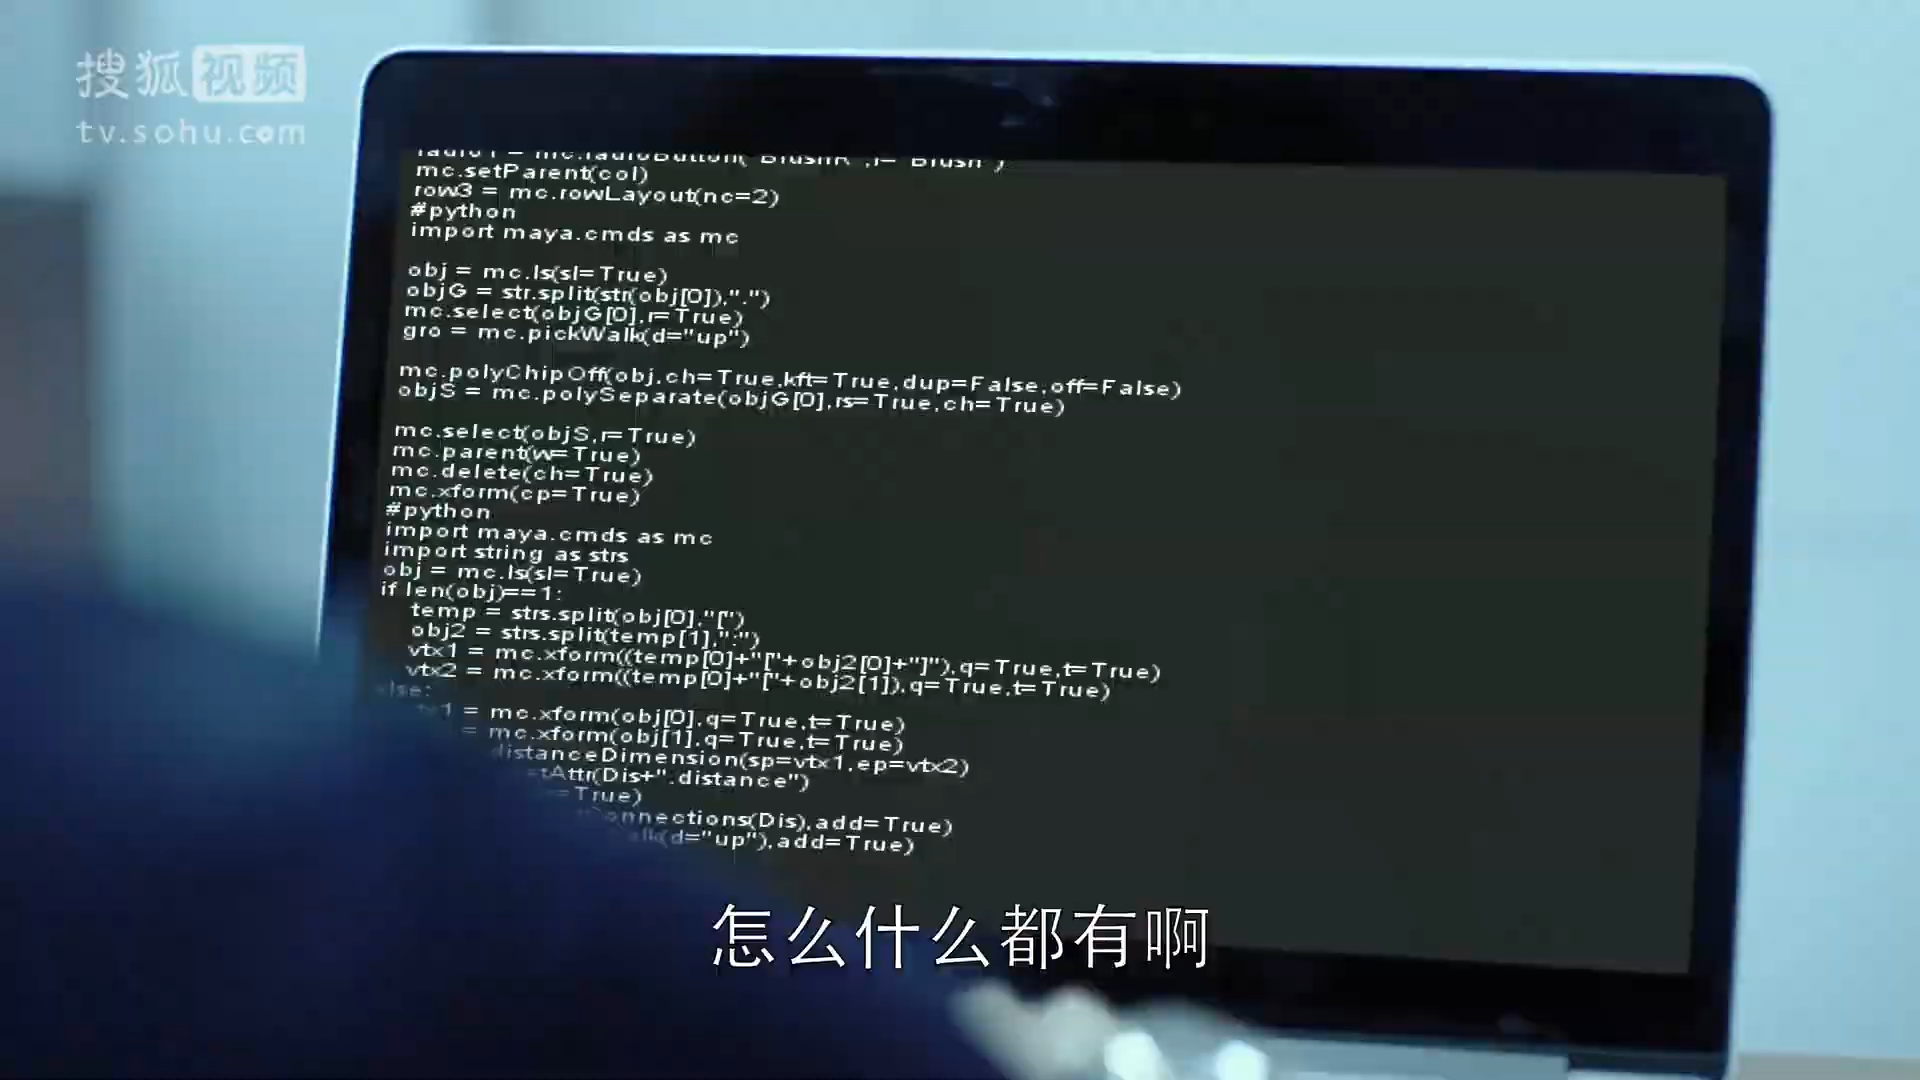 搜狐视频
tv.sohu.com
radio1 = mc.radioButton("BrushR",l="Brush")
mc.setParent(col)
row3 = mc.rowLayout(nc=2)
#python
import maya.cmds as mc
obj = mc.ls(sl=True)
objG = str.split(str(obj[0]),".")
mc.select(objG[0],r=True)
gro = mc.pickWalk(d="up")
mc.polyChipOff(obj,ch=True,kft=True,dup=False,off=False)
objS = mc.polySeparate(objG[0],rs=True,ch=True)
mc.select(objS,r=True)
mc.parent(w=True)
mc.delete(ch=True)
mc.xform(cp=True)
#python
import maya.cmds as mc
import string as strs
obj = mc.ls(sl=True)
if len(obj)==1:
temp = strs.split(obj[0],"[")
obj2 = strs.split(temp[1],":")
vtx1 = mc.xform((temp[0]+"["+obj2[0]+"]"),q=True,t=True)
vtx2 = mc.xform((temp[0]+"["+obj2[1]),q=True,t=True)
else:
= mc.xform(obj[0],q=True,t=True)
= mc.xform(obj[1],q=True,t=True)
distanceDimension(sp=vtx1,ep=vtx2)
tAttr(Dis+".distance")
=True)
onnections(Dis),add=True)
(d="up"),add=True)
怎么什么都有啊